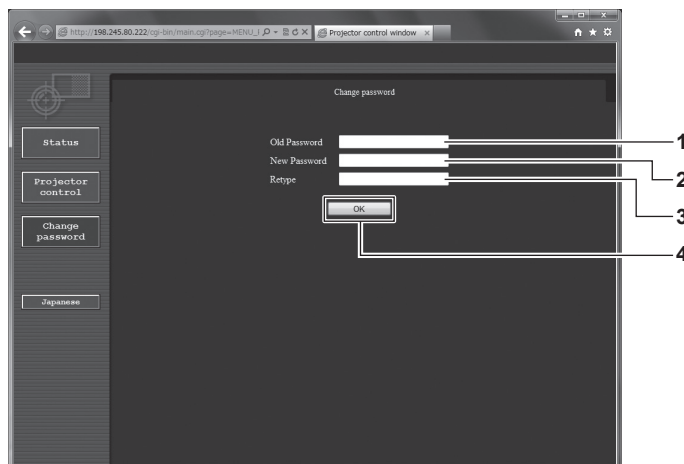 http://198.245.80.222/cgi-bin/main.cgi?page=MENU_I
Projector control window
Change password
Status
Projector
control
Change
password
Japanese
Old Password
New Password
Retype
OK
1
2
3
4